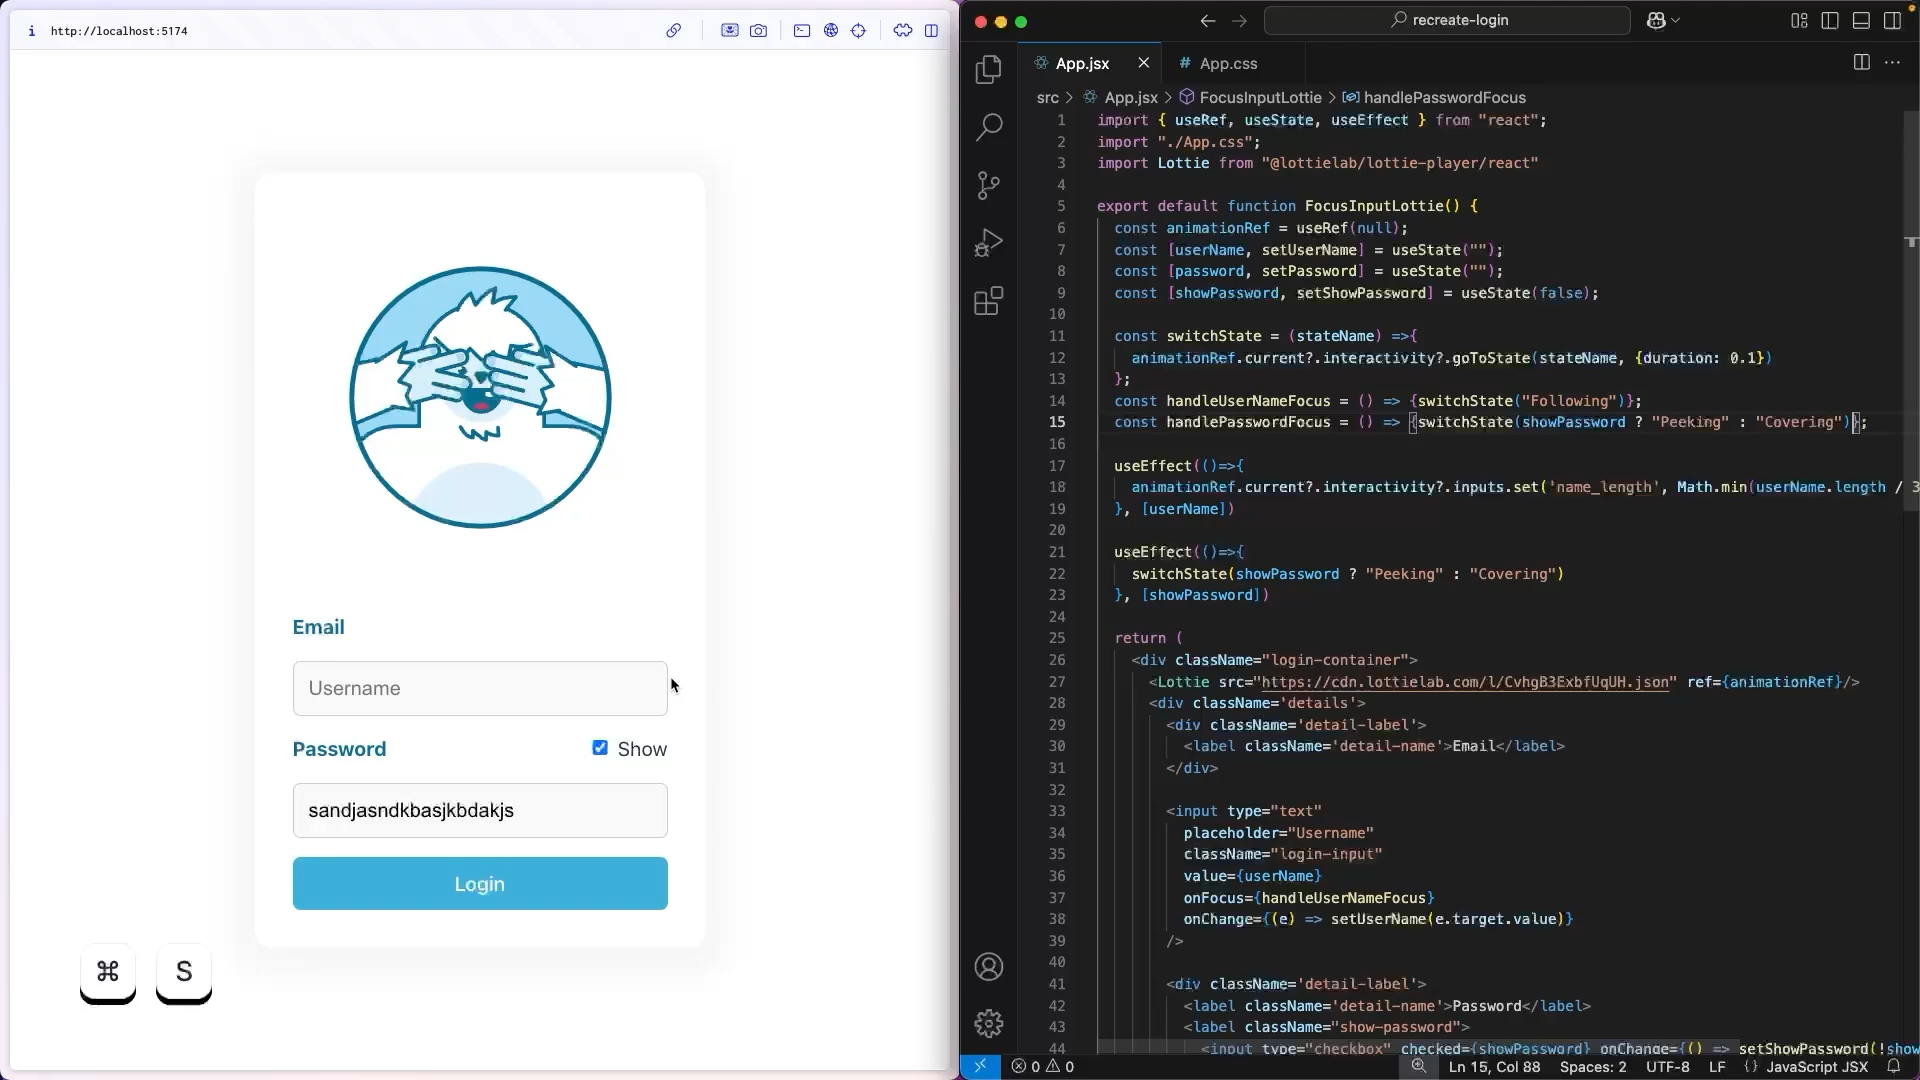 http://localhost:5174
Email
Username
Password
Show
sandjasndkbasjkbdakjs
Login
⌘ S
recreate-login
App.jsx
# App.css
src > App.jsx > FocusInputLottie > handlePasswordFocus
1 import { useRef, useState, useEffect } from "react";
2 import "./App.css";
3 import Lottie from "@lottielab/lottie-player/react"
4
5 export default function FocusInputLottie() {
6 const animationRef = useRef(null);
7 const [userName, setUserName] = useState("");
8 const [password, setPassword] = useState("");
9 const [showPassword, setShowPassword] = useState(false);
10
11 const switchState = (stateName) =>{
12 animationRef.current?.interactivity?.goToState(stateName, {duration: 0.1})
13 };
14 const handleUserNameFocus = () => {switchState("Following")};
15 const handlePasswordFocus = () => {switchState(showPassword ? "Peeking" : "Covering")};
16
17 useEffect(()=>{
18 animationRef.current?.interactivity?.inputs.set('name_length', Math.min(userName.length / 3
19 }, [userName])
20
21 useEffect(()=>{
22 switchState(showPassword ? "Peeking" : "Covering")
23 }, [showPassword])
24
25 return (
26 <div className="login-container">
27 <Lottie src="https://cdn.lottielab.com/l/CvhgB3ExbfUqUH.json" ref={animationRef}/>
28 <div className='details'>
29 <div className='detail-label'>
30 <label className='detail-name'>Email</label>
31 </div>
32
33 <input type="text"
34 placeholder="Username"
35 className="login-input"
36 value={userName}
37 onFocus={handleUserNameFocus}
38 onChange={(e) => setUserName(e.target.value)}
39 />
40
41 <div className='detail-label'>
42 <label className='detail-name'>Password</label>
43 <label className="show-password">
44 <input type="checkbox" checked={showPassword} onChange={() => setShowPassword(!show
0 0 Ln 15, Col 88 Spaces: 2 UTF-8 LF {} JavaScript JSX